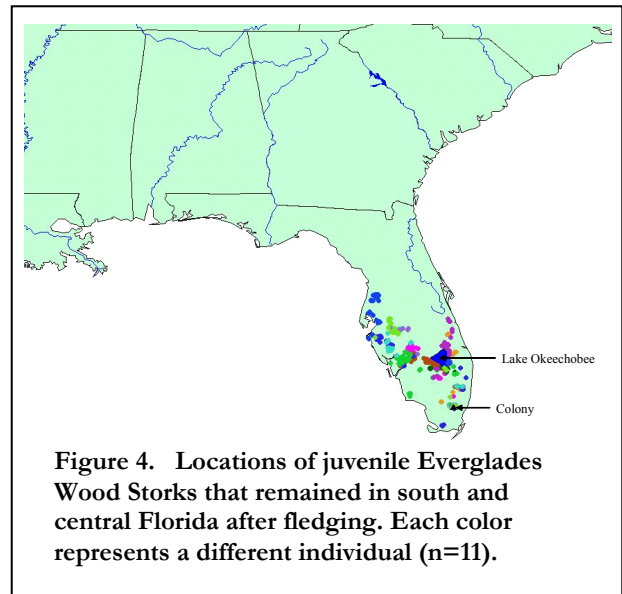 Lake Okeechobee
Colony
Figure 4. Locations of juvenile Everglades
Wood Storks that remained in south and
central Florida after fledging. Each color
represents a different individual (n=11).